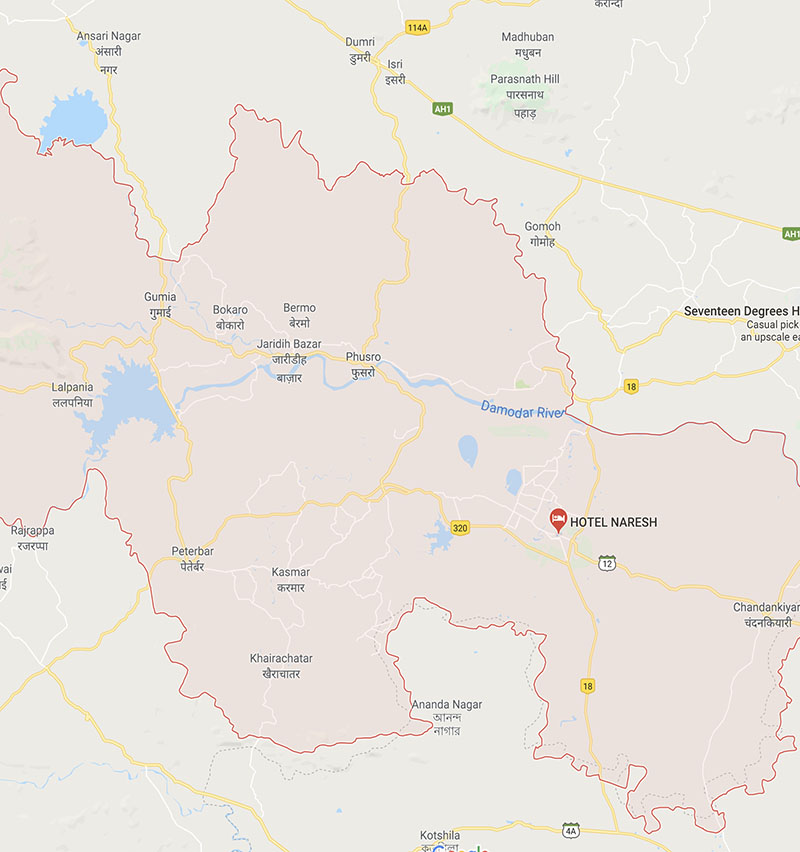 करीन्दा
114A
Ansari Nagar
अंसारी
नगर
Dumri
डुमरी
Madhuban
मधुबन
Isri
इसरी
Parasnath Hill
पारसनाथ
पहाड़
AH1
Gomoh
गोमोह
AH1
Gumia
गुमाई
Bokaro
बोकारो
Bermo
बेरमो
Seventeen Degrees H
Casual pick
an upscale ea
Jaridih Bazar
जारीडीह
बाज़ार
Phusro
फुसरो
Lalpania
ललपनिया
18
Damodar River
HOTEL NARESH
320
Rajrappa
रजरप्पा
Peterbar
पेतेर्बर
12
wai
ई
Kasmar
करमार
Chandankiyar
चंदनकियारी
Khairachatar
खैराचातर
18
Ananda Nagar
आनन्द
নাগার
4A
Kotshila
Google